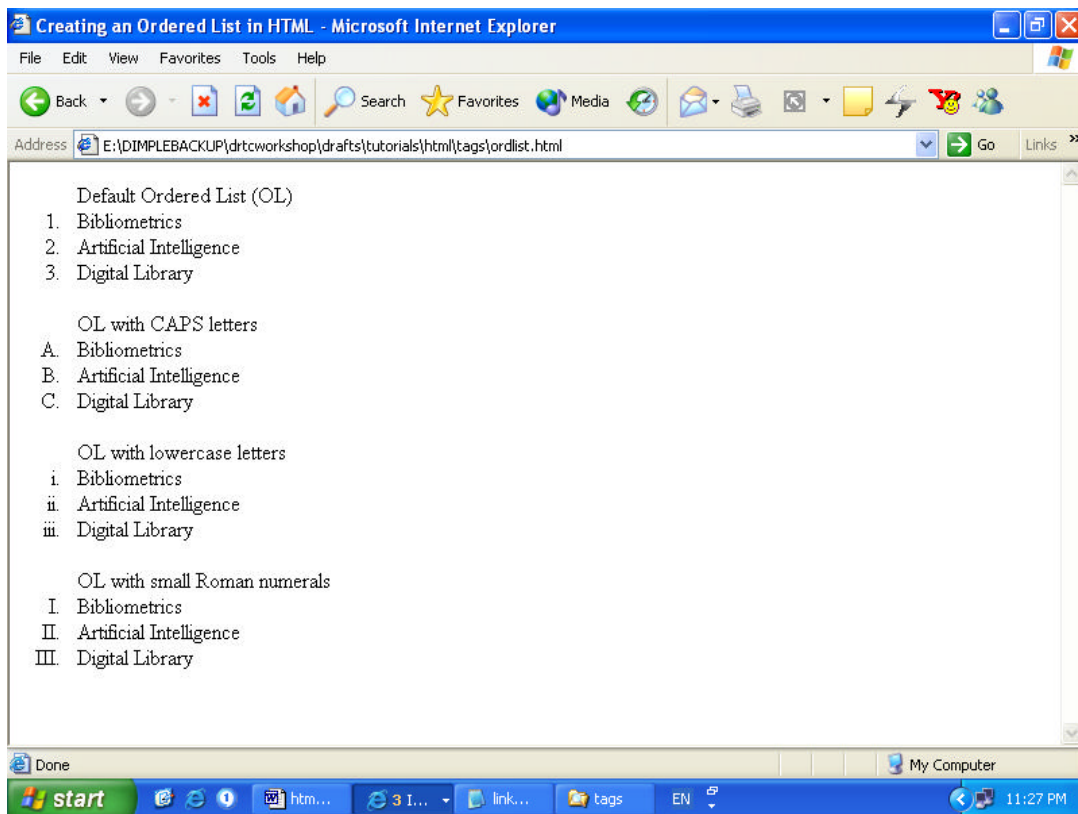 Creating an Ordered List in HTML - Microsoft Internet Explorer
File Edit View Favorites Tools Help
Back Search Favorites Media
Address E:\DIMPLEBACKUP\drtcworkshop\drafts\tutorials\html\tags\ordlist.html Go Links »
Default Ordered List (OL)
1. Bibliometrics
2. Artificial Intelligence
3. Digital Library
OL with CAPS letters
A. Bibliometrics
B. Artificial Intelligence
C. Digital Library
OL with lowercase letters
i. Bibliometrics
ii. Artificial Intelligence
iii. Digital Library
OL with small Roman numerals
I. Bibliometrics
II. Artificial Intelligence
III. Digital Library
Done My Computer
start htm... 3 I... link... tags EN 11:27 PM